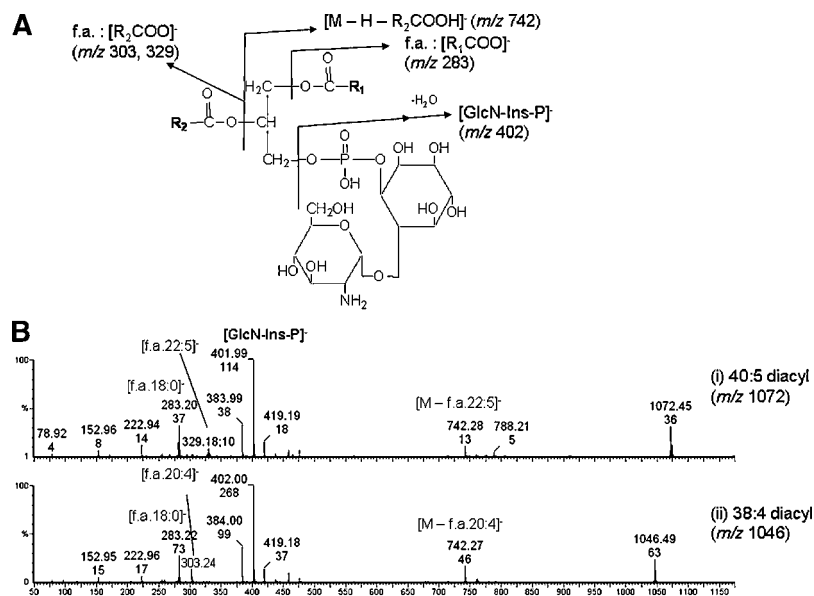 A
f.a. : [R₂COO]⁻
(m/z 303, 329)
[M – H – R₂COOH]⁻ (m/z 742)
f.a. : [R₁COO]⁻
(m/z 283)
O
H₂C O C R₁
-H₂O
[GlcN-Ins-P]⁻
(m/z 402)
O
R₂ C O CH
O
CH₂ O P O
OH
OH OH
HO OH
CH₂OH
O
HO OH
O
NH₂
B
[GlcN-Ins-P]⁻
[f.a.22:5]⁻
100
401.99
114
[f.a.18:0]⁻
283.20
37
383.99
38
[M – f.a.22:5]⁻
(i) 40:5 diacyl
(m/z 1072)
1072.45
36
%
78.92
4
152.96
8
222.94
14
329.18;10
419.19
18
742.28
13
788.21
5
1
[f.a.20:4]⁻
100
402.00
268
[f.a.18:0]⁻
283.22
73
384.00
99
[M – f.a.20:4]⁻
(ii) 38:4 diacyl
(m/z 1046)
1046.49
63
%
152.95
15
222.96
17
303.24
419.18
37
742.27
46
0
50 100 150 200 250 300 350 400 450 500 550 600 650 700 750 800 850 900 950 1000 1050 1100 1150